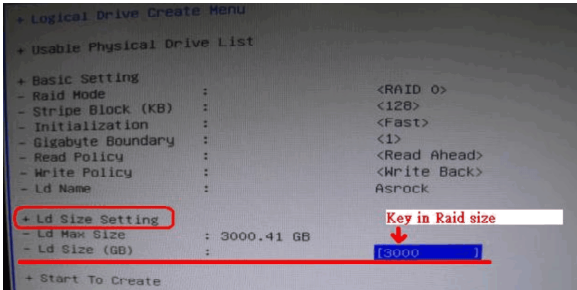 + Logical Drive Create Menu
+ Usable Physical Drive List
+ Basic Setting
- Raid Mode : <RAID 0>
- Stripe Block (KB) : <128>
- Initialization : <Fast>
- Gigabyte Boundary : <1>
- Read Policy : <Read Ahead>
- Write Policy : <Write Back>
- Ld Name : Asrock
+ Ld Size Setting
Key in Raid size
- Ld Max Size : 3000.41 GB
- Ld Size (GB) : [3000 ]
+ Start To Create